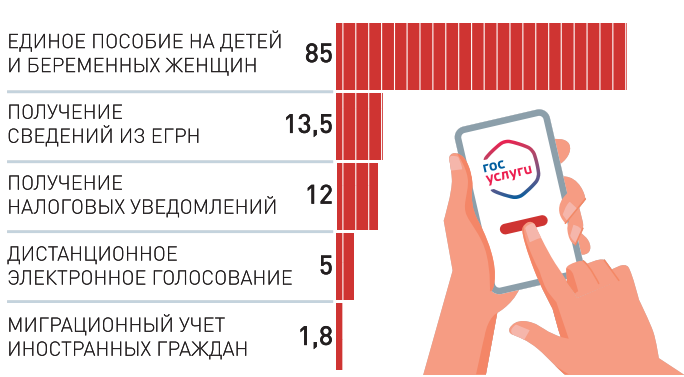 ЕДИНОЕ ПОСОБИЕ НА ДЕТЕЙ
И БЕРЕМЕННЫХ ЖЕНЩИН
85
ПОЛУЧЕНИЕ
СВЕДЕНИЙ ИЗ ЕГРН
13,5
ПОЛУЧЕНИЕ
НАЛОГОВЫХ УВЕДОМЛЕНИЙ
12
ДИСТАНЦИОННОЕ
ЭЛЕКТРОННОЕ ГОЛОСОВАНИЕ
5
МИГРАЦИОННЫЙ УЧЕТ
ИНОСТРАННЫХ ГРАЖДАН
1,8
гос
услуги